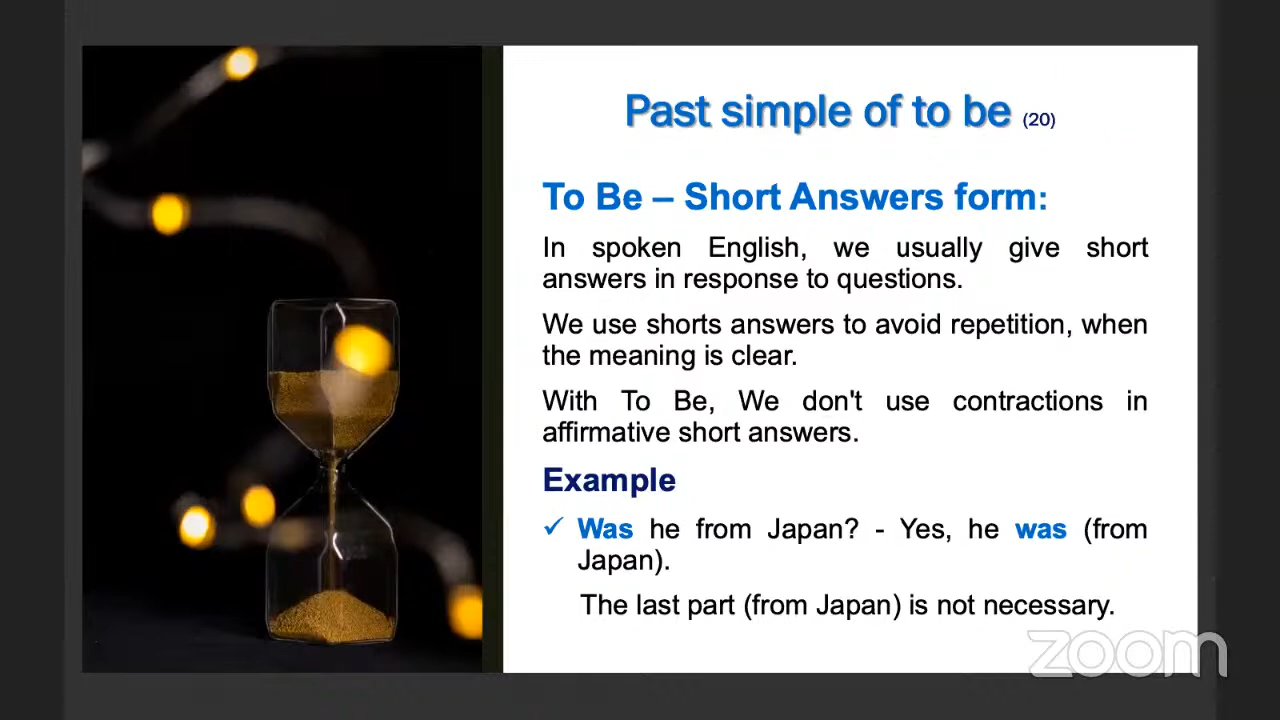 Past simple of to be (20)
To Be – Short Answers form:
In spoken English, we usually give short
answers in response to questions.
We use shorts answers to avoid repetition, when
the meaning is clear.
With To Be, We don't use contractions in
affirmative short answers.
Example
✓ Was he from Japan? - Yes, he was (from
Japan).
The last part (from Japan) is not necessary.
zoom